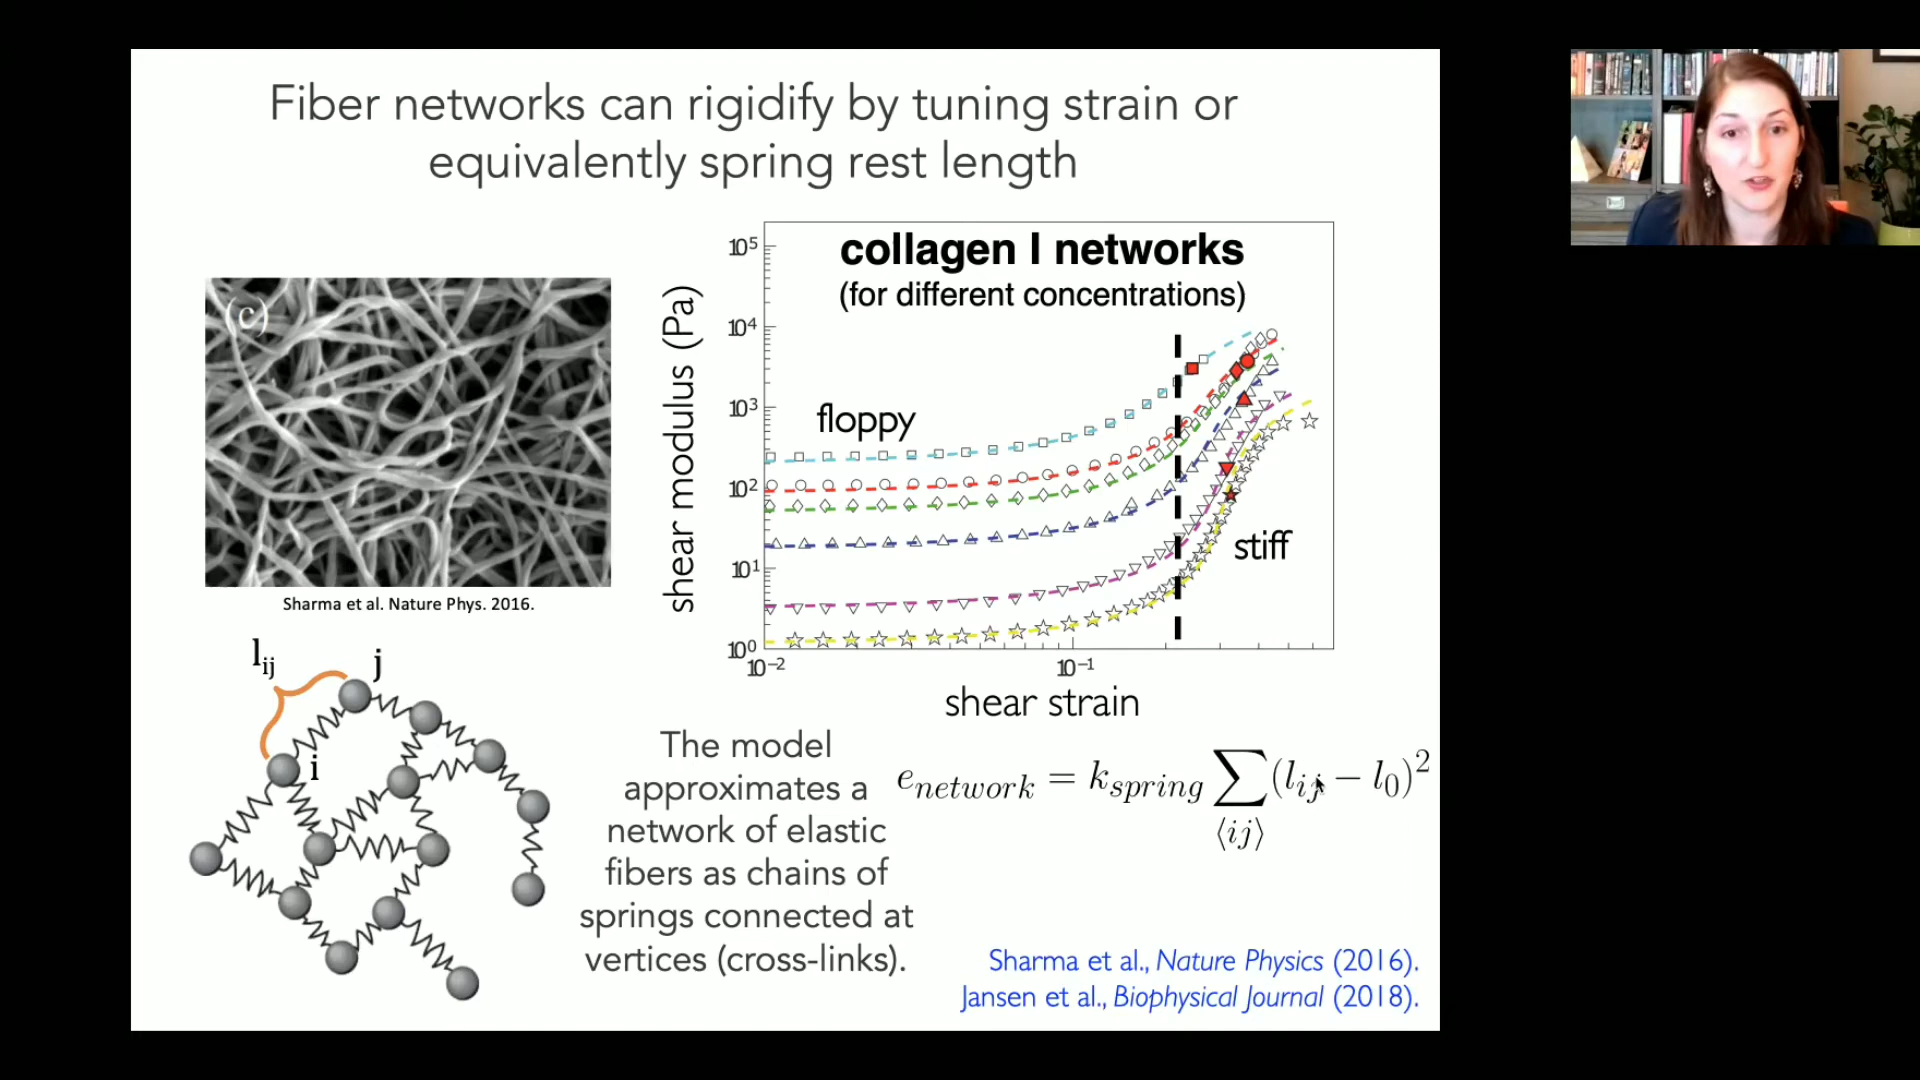 Fiber networks can rigidify by tuning strain or
equivalently spring rest length
(c)
Sharma et al. Nature Phys. 2016.
collagen I networks
(for different concentrations)
floppy
stiff
shear modulus (Pa)
10⁵
10⁴
10³
10²
10¹
10⁰
10⁻²
10⁻¹
shear strain
l_ij
j
i
The model
approximates a
network of elastic
fibers as chains of
springs connected at
vertices (cross-links).
e_network = k_spring ∑_⟨ij⟩ (l_ij − l_0)²
Sharma et al., Nature Physics (2016).
Jansen et al., Biophysical Journal (2018).